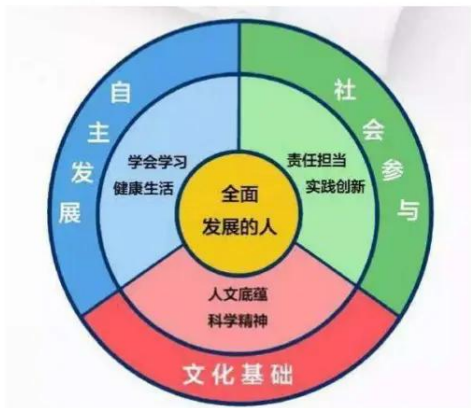 自主发展
社会参与
学会学习
健康生活
责任担当
实践创新
全面
发展的人
人文底蕴
科学精神
文化基础